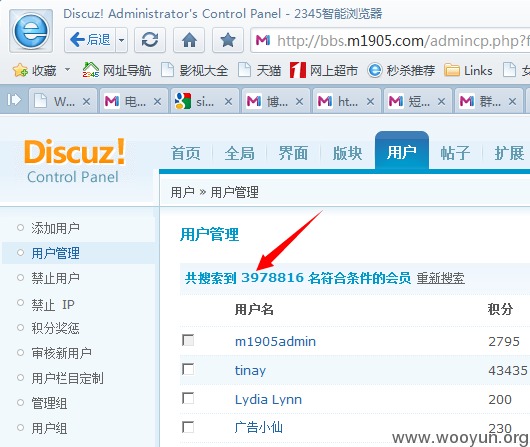 Discuz! Administrator's Control Panel - 2345智能浏览器
后退
http://bbs.m1905.com/admincp.php?f
收藏 网址导航 影视大全 天猫 网上超市 秒杀推荐 Links
W... 电... si... 博... ht... 短... 群...
Discuz!
Control Panel
首页 全局 界面 版块 用户 帖子 扩展
用户 » 用户管理
添加用户
用户管理
禁止用户
禁止 IP
积分奖惩
审核新用户
用户栏目定制
管理组
用户组
用户管理
共搜索到 3978816 名符合条件的会员 重新搜索
用户名 积分
m1905admin 2795
tinay 43435
Lydia Lynn 200
广告小仙 230
www.wooyun.org